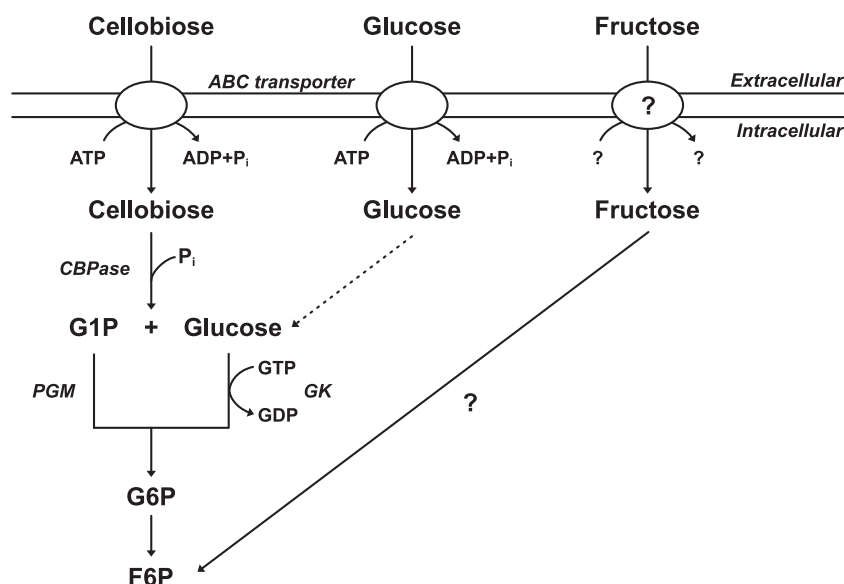 Cellobiose Glucose Fructose
ABC transporter Extracellular
?
Intracellular
ATP ADP+Pi ATP ADP+Pi ? ?
Cellobiose Glucose Fructose
CBPase Pi
G1P + Glucose
GTP
PGM GK
?
GDP
G6P
F6P